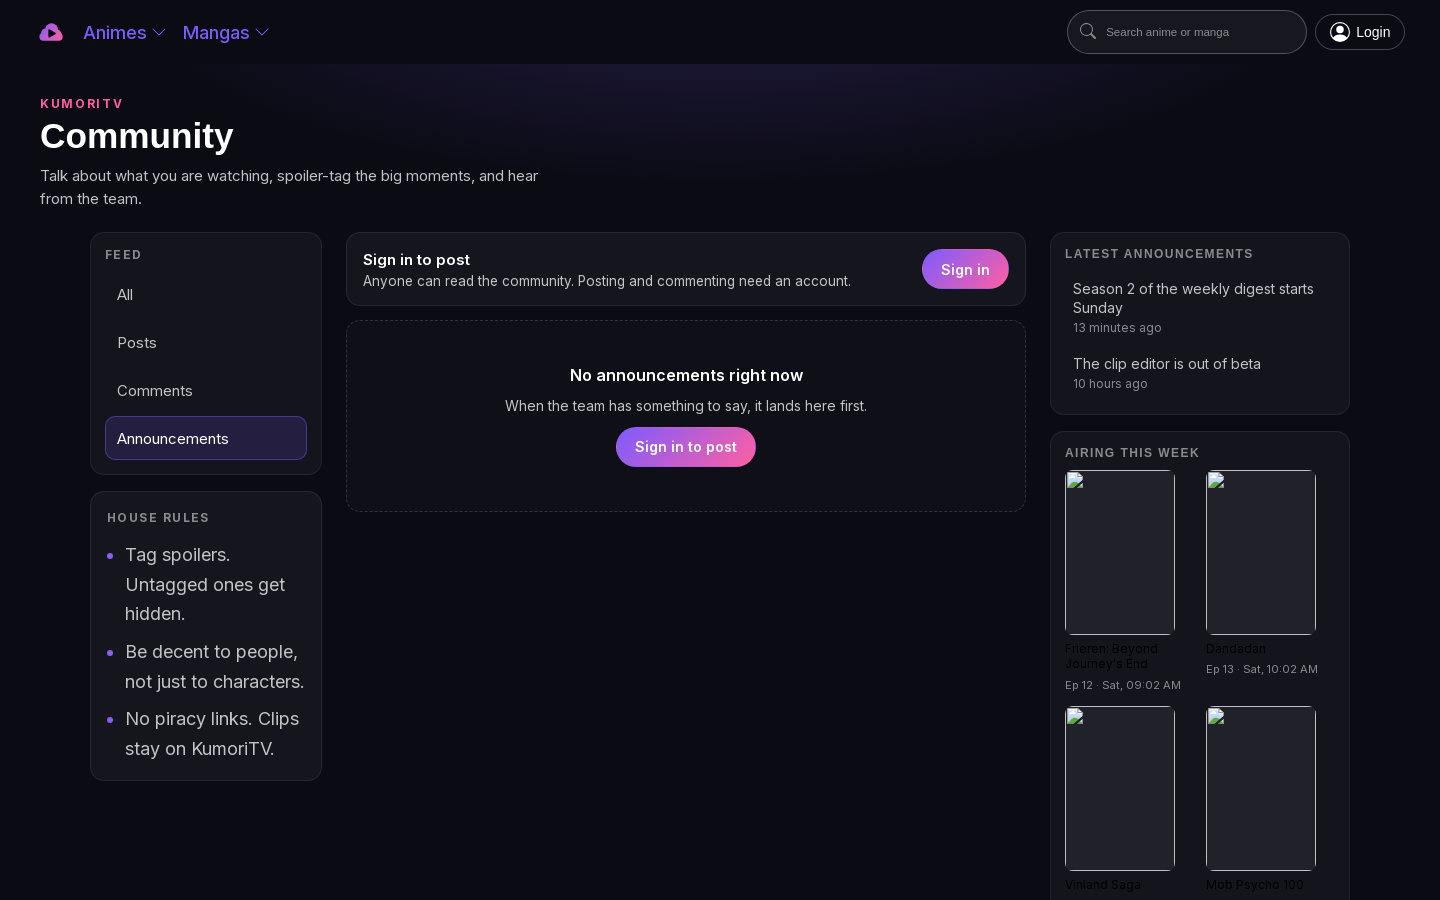 Animes
Mangas
Search anime or manga
Login
KUMORITV
Community
Talk about what you are watching, spoiler-tag the big moments, and hear
from the team.
FEED
All
Posts
Comments
Announcements
HOUSE RULES
Tag spoilers.
Untagged ones get
hidden.
Be decent to people,
not just to characters.
No piracy links. Clips
stay on KumoriTV.
Sign in to post
Anyone can read the community. Posting and commenting need an account.
Sign in
No announcements right now
When the team has something to say, it lands here first.
Sign in to post
LATEST ANNOUNCEMENTS
Season 2 of the weekly digest starts
Sunday
13 minutes ago
The clip editor is out of beta
10 hours ago
AIRING THIS WEEK
Frieren: Beyond
Journey's End
Ep 12 · Sat, 09:02 AM
Dandadan
Ep 13 · Sat, 10:02 AM
Vinland Saga
Mob Psycho 100